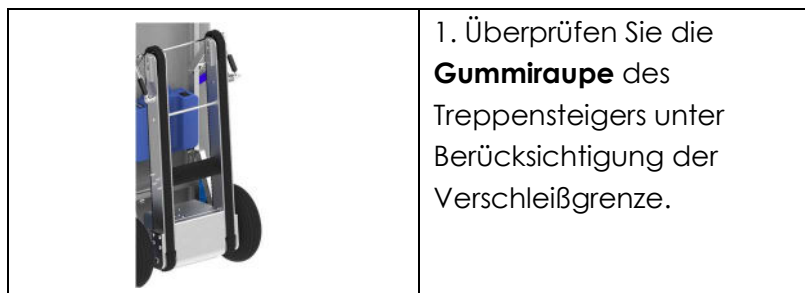 1. Überprüfen Sie die
Gummiraupe des
Treppensteigers unter
Berücksichtigung der
Verschleißgrenze.